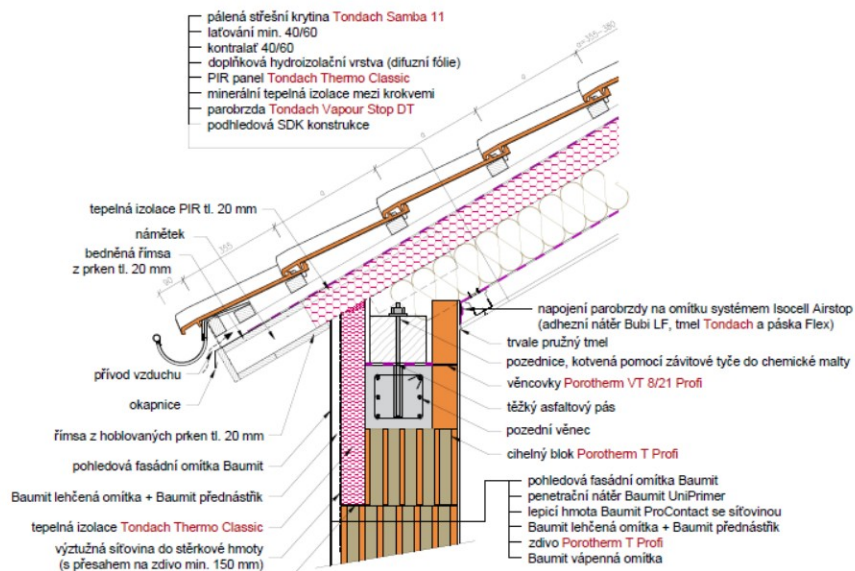 pálená střešní krytina Tondach Samba 11
laťování min. 40/60
kontralať 40/60
doplňková hydroizolační vrstva (difuzní fólie)
PIR panel Tondach Thermo Classic
minerální tepelná izolace mezi krokvemi
parobrzda Tondach Vapour Stop DT
podhledová SDK konstrukce
a=355-380
a
a
a
355
90
tepelná izolace PIR tl. 20 mm
námětek
bedněná římsa
z prken tl. 20 mm
přívod vzduchu
okapnice
římsa z hoblovaných prken tl. 20 mm
pohledová fasádní omítka Baumit
Baumit lehčená omítka + Baumit přednástřik
tepelná izolace Tondach Thermo Classic
výztužná síťovina do stěrkové hmoty
(s přesahem na zdivo min. 150 mm)
napojení parobrzdy na omítku systémem Isocell Airstop
(adhezní nátěr Bubi LF, tmel Tondach a páska Flex)
trvale pružný tmel
pozednice, kotvená pomocí závitové tyče do chemické malty
věncovky Porotherm VT 8/21 Profi
těžký asfaltový pás
pozední věnec
cihelný blok Porotherm T Profi
pohledová fasádní omítka Baumit
penetrační nátěr Baumit UniPrimer
lepicí hmota Baumit ProContact se síťovinou
Baumit lehčená omítka + Baumit přednástřik
zdivo Porotherm T Profi
Baumit vápenná omítka